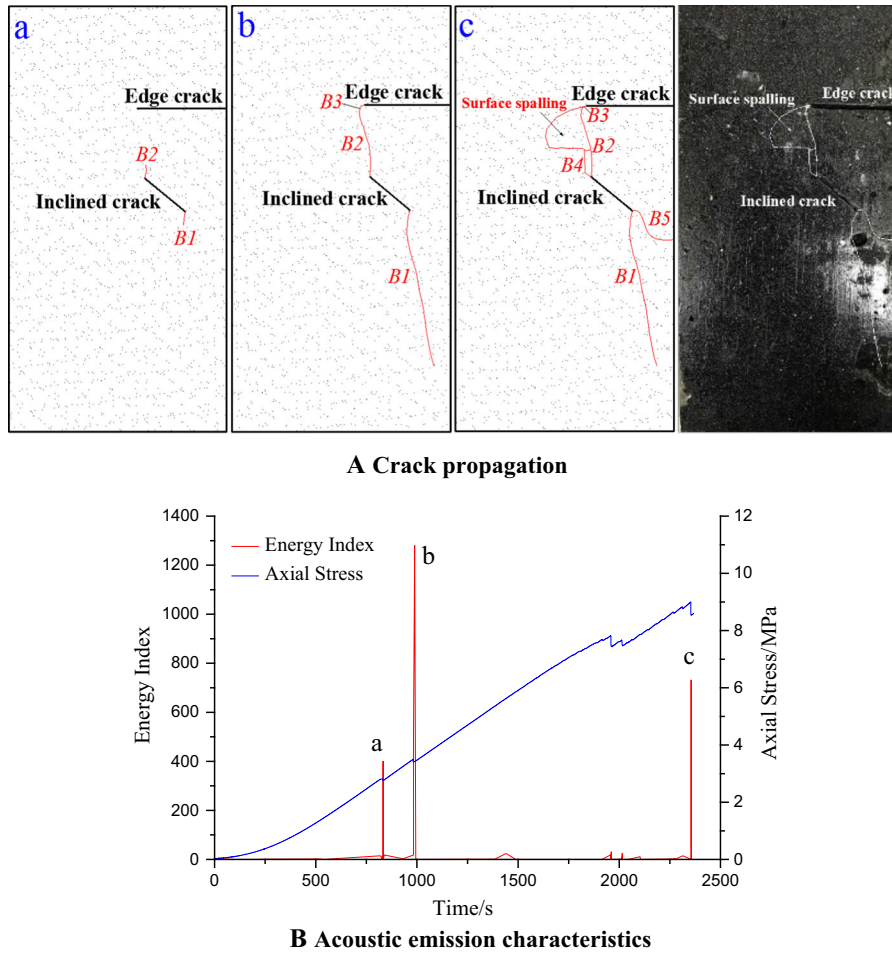 a
Edge crack
B2
Inclined crack
B1
b
B3
Edge crack
B2
Inclined crack
B1
c
Edge crack
Surface spalling
B3
B2
B4
Inclined crack
B5
B1
Surface spalling
Edge crack
Inclined crack
A Crack propagation
1400
1200
1000
800
600
400
200
0
Energy Index
Energy Index
Axial Stress
a
b
c
12
10
8
6
4
2
0
Axial Stress/MPa
0
500
1000
1500
2000
2500
Time/s
B Acoustic emission characteristics